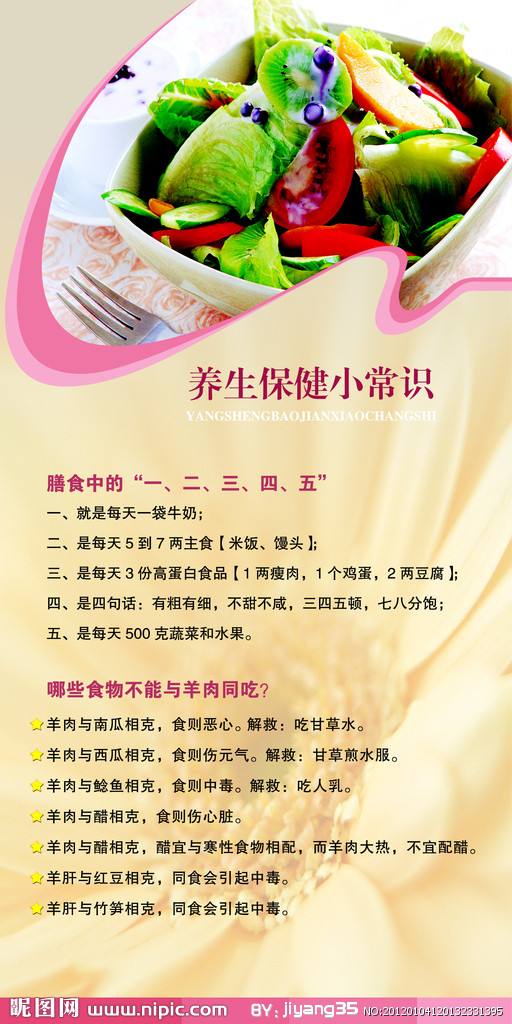 养生保健小常识
YANGSHENGBAOJIANXIAOCHANGSHI
膳食中的“一、二、三、四、五”
一、就是每天一袋牛奶；
二、是每天5到7两主食【米饭、馒头】；
三、是每天3份高蛋白食品【1两瘦肉，1个鸡蛋，2两豆腐】；
四、是四句话：有粗有细，不甜不咸，三四五顿，七八分饱；
五、是每天500克蔬菜和水果。
哪些食物不能与羊肉同吃？
羊肉与南瓜相克，食则恶心。解救：吃甘草水。
羊肉与西瓜相克，食则伤元气。解救：甘草煎水服。
羊肉与鲶鱼相克，食则中毒。解救：吃人乳。
羊肉与醋相克，食则伤心脏。
羊肉与醋相克，醋宜与寒性食物相配，而羊肉大热，不宜配醋。
羊肝与红豆相克，同食会引起中毒。
羊肝与竹笋相克，同食会引起中毒。
昵图网 www.nipic.com BY：jiyang35 NO:20120104120132331395